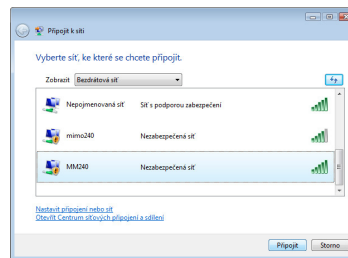 Připojit k síti
Vyberte síť, ke které se chcete připojit.
Zobrazit Bezdrátová síť
Nepojmenovaná síť Síť s podporou zabezpečení
mimo240 Nezabezpečená síť
MM240 Nezabezpečená síť
Nastavit připojení nebo síť
Otevřít Centrum síťových připojení a sdílení
Připojit Storno